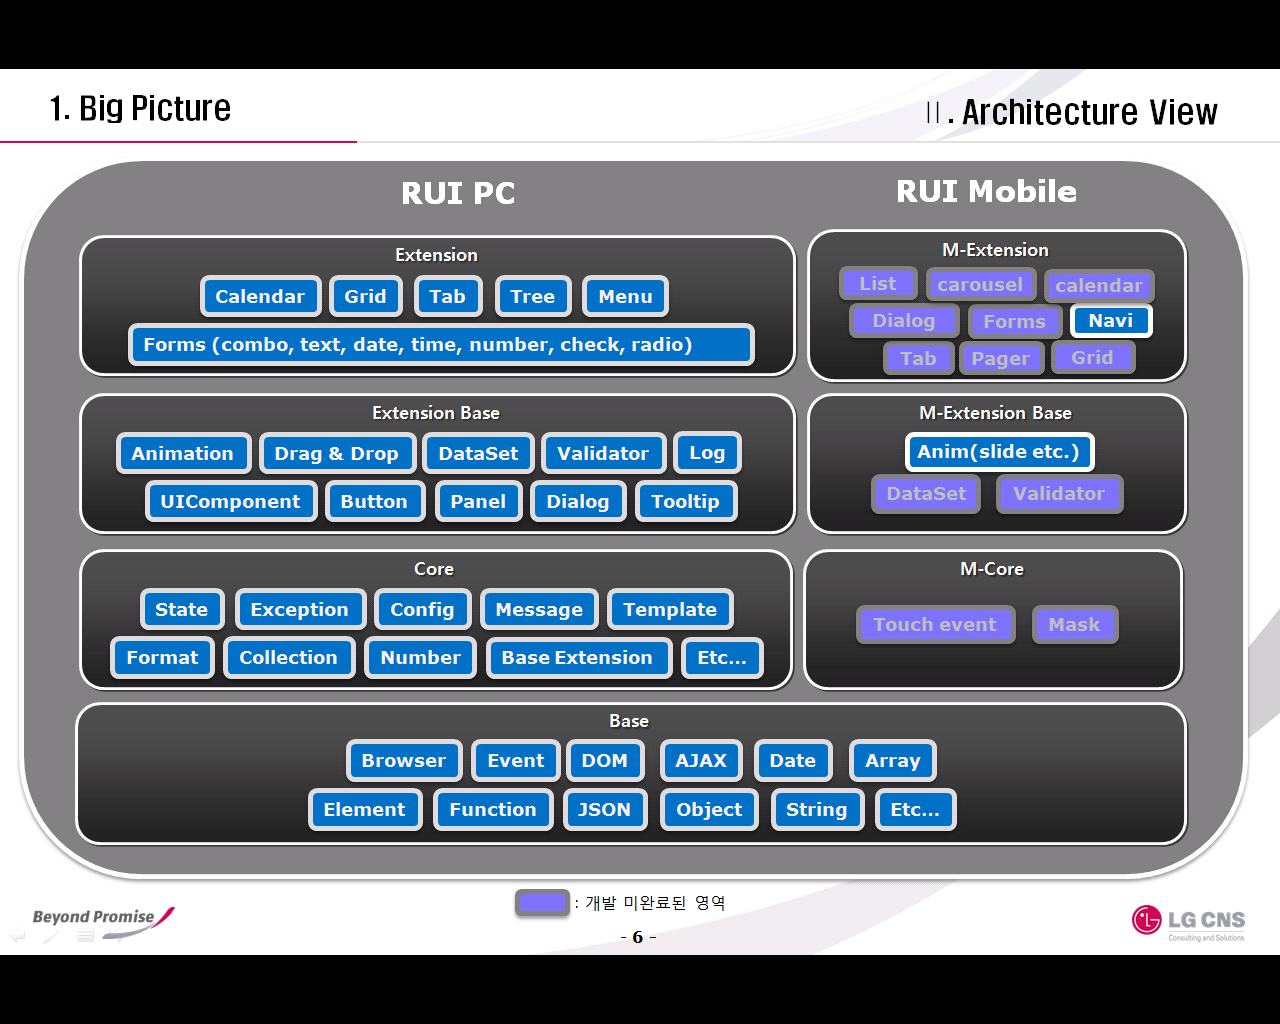 1. Big Picture
Ⅱ. Architecture View
RUI PC
RUI Mobile
Extension
Calendar Grid Tab Tree Menu
Forms (combo, text, date, time, number, check, radio)
M-Extension
List carousel calendar
Dialog Forms Navi
Tab Pager Grid
Extension Base
Animation Drag & Drop DataSet Validator Log
UIComponent Button Panel Dialog Tooltip
M-Extension Base
Anim(slide etc.)
DataSet Validator
Core
State Exception Config Message Template
Format Collection Number Base Extension Etc...
M-Core
Touch event Mask
Base
Browser Event DOM AJAX Date Array
Element Function JSON Object String Etc...
: 개발 미완료된 영역
Beyond Promise
- 6 -
LG CNS
Consulting and Solutions